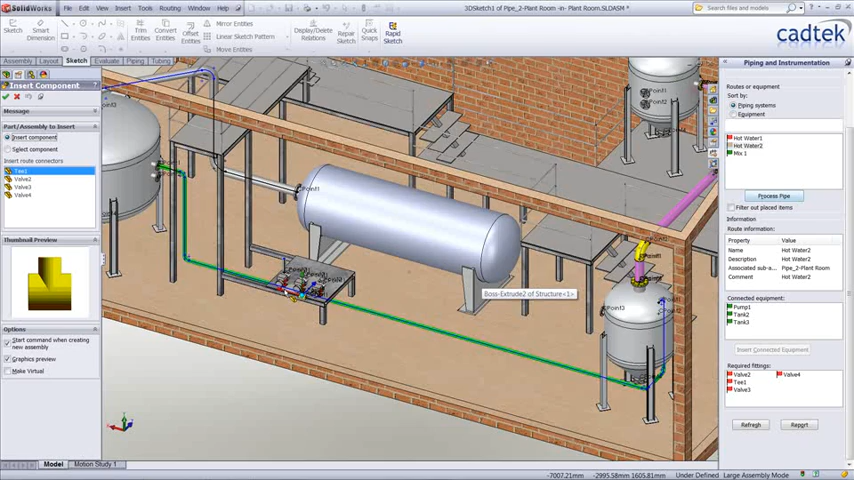 SolidWorks
File Edit View Insert Tools Routing Window Help
3DSketch1 of Pipe_2-Plant Room -in- Plant Room.SLDASM *
Search files and models
Sketch
Smart Dimension
Trim Entities
Convert Entities
Offset Entities
Mirror Entities
Linear Sketch Pattern
Move Entities
Display/Delete Relations
Repair Sketch
Quick Snaps
Rapid Sketch
cadtek
Assembly Layout Sketch Evaluate Piping Tubing
Insert Component
Message
Part/Assembly to Insert
Insert component
Select component
Insert route connectors
Tee1
Valve2
Valve3
Valve4
Thumbnail Preview
Options
Start command when creating new assembly
Graphics preview
Make Virtual
CPoint1
CPoint3
Boss-Extrude2 of Structure<1>
Piping and Instrumentation
Routes or equipment
Sort by:
Piping systems
Equipment
Hot Water1
Hot Water2
Mix 1
Process Pipe
Filter out placed items
Information
Route information:
Property Value
Name Hot Water2
Description Hot Water2
Associated sub-a... Pipe_2-Plant Room
Comment Hot Water2
Connected equipment:
Pump1
Tank2
Tank3
Insert Connected Equipment
Required fittings:
Valve2 Valve4
Tee1
Valve3
Refresh Report
Model Motion Study 1
-7007.21mm -2995.58mm 1605.81mm Under Defined Large Assembly Mode